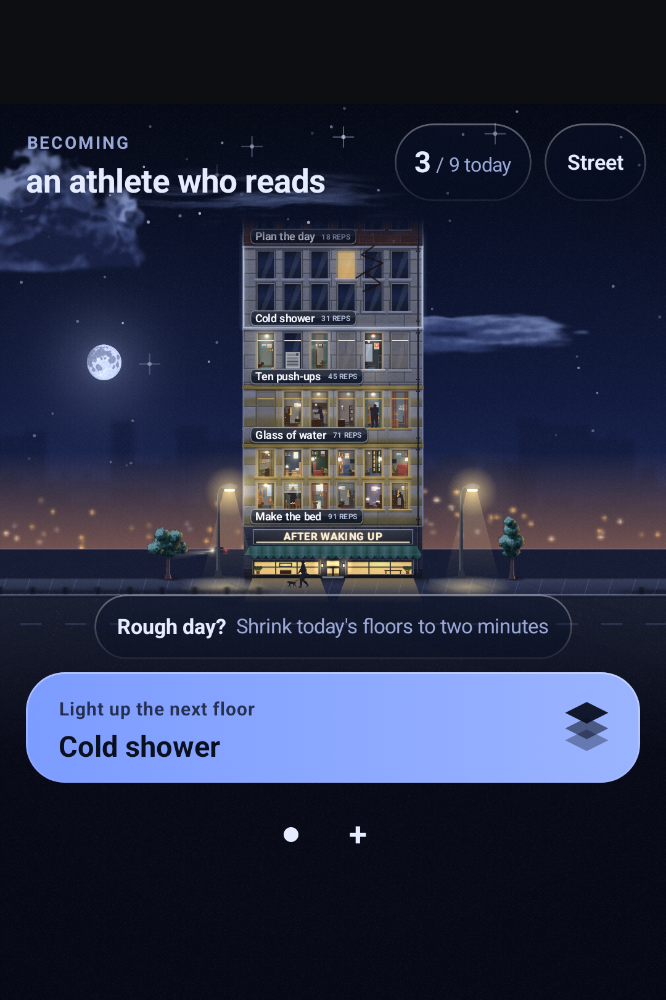 BECOMING
an athlete who reads
3 / 9 today
Street
Plan the day 18 REPS
Cold shower 31 REPS
Ten push-ups 45 REPS
Glass of water 71 REPS
Make the bed 91 REPS
AFTER WAKING UP
Rough day? Shrink today's floors to two minutes
Light up the next floor
Cold shower